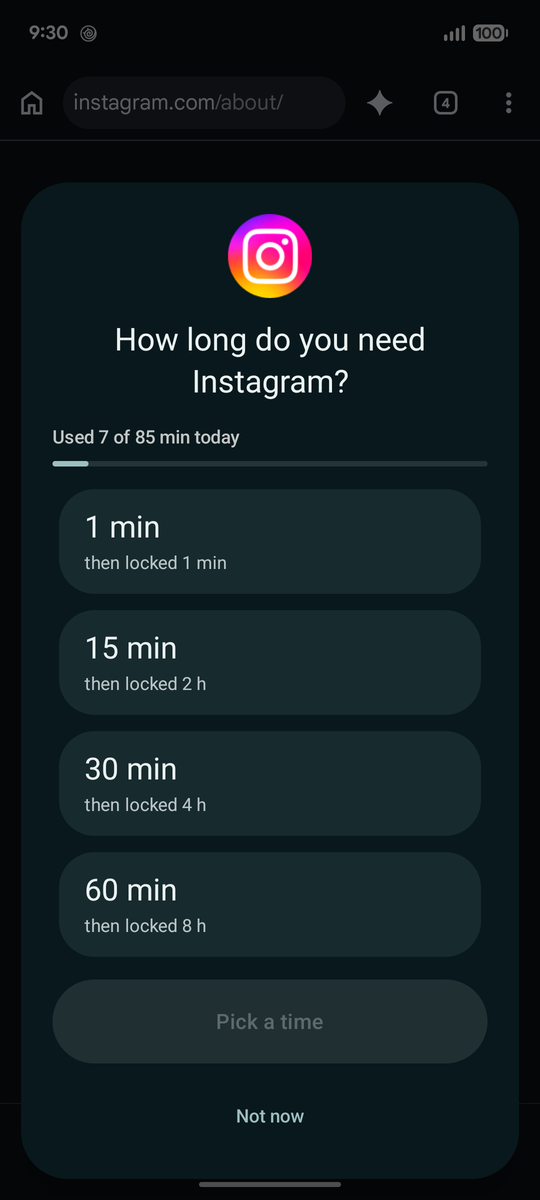 9:30
100
instagram.com/about/
4
How long do you need
Instagram?
Used 7 of 85 min today
1 min
then locked 1 min
15 min
then locked 2 h
30 min
then locked 4 h
60 min
then locked 8 h
Pick a time
Not now